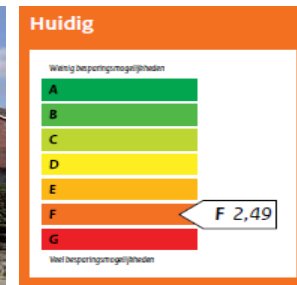 Huidig
Weinig besparingsmogelijkheden
A
B
C
D
E
F
F 2,49
G
Veel besparingsmogelijkheden